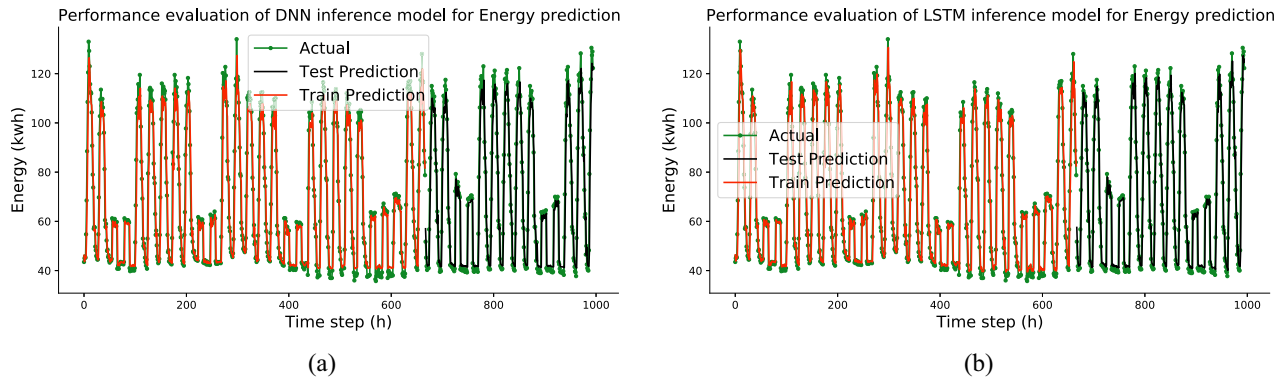 Performance evaluation of DNN inference model for Energy prediction
Actual
Test Prediction
Train Prediction
Energy (kwh)
120
100
80
60
40
0
200
400
600
800
1000
Time step (h)
(a)
Performance evaluation of LSTM inference model for Energy prediction
Actual
Test Prediction
Train Prediction
Energy (kwh)
120
100
80
60
40
0
200
400
600
800
1000
Time step (h)
(b)